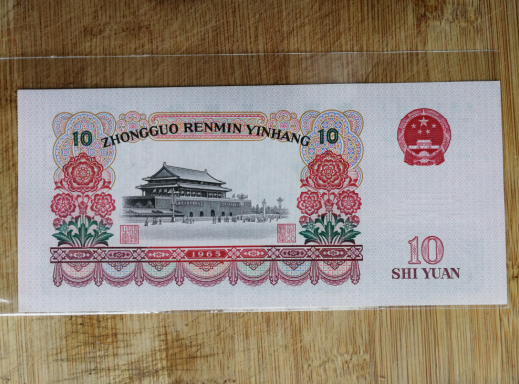 10 ZHONGGUO RENMIN YINHANG 10
1965
10
SHI YUAN